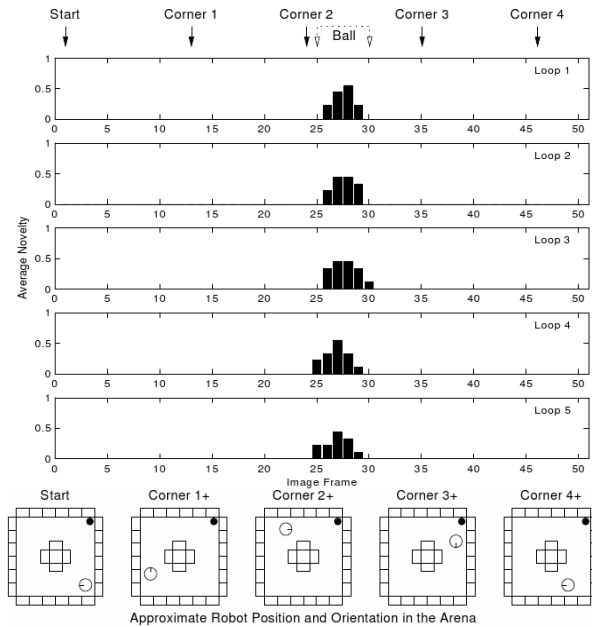 Start Corner 1 Corner 2 Corner 3 Corner 4
Ball
1
0.5
0
Loop 1
0 5 10 15 20 25 30 35 40 45 50
1
0.5
0
Loop 2
0 5 10 15 20 25 30 35 40 45 50
Average Novelty
1
0.5
0
Loop 3
0 5 10 15 20 25 30 35 40 45 50
1
0.5
0
Loop 4
0 5 10 15 20 25 30 35 40 45 50
1
0.5
0
Loop 5
0 5 10 15 20 25 30 35 40 45 50
Image Frame
Start Corner 1+ Corner 2+ Corner 3+ Corner 4+
Approximate Robot Position and Orientation in the Arena